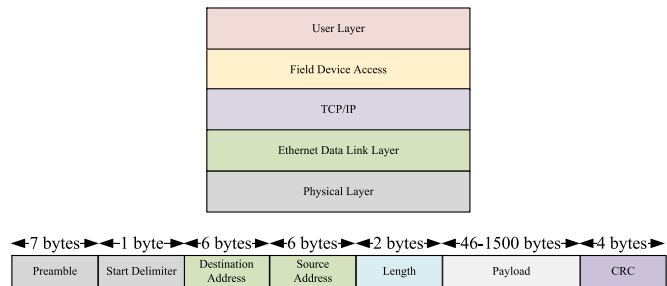 User Layer
Field Device Access
TCP/IP
Ethernet Data Link Layer
Physical Layer
7 bytes 1 byte 6 bytes 6 bytes 2 bytes 46-1500 bytes 4 bytes
Preamble Start Delimiter Destination Address Source Address Length Payload CRC